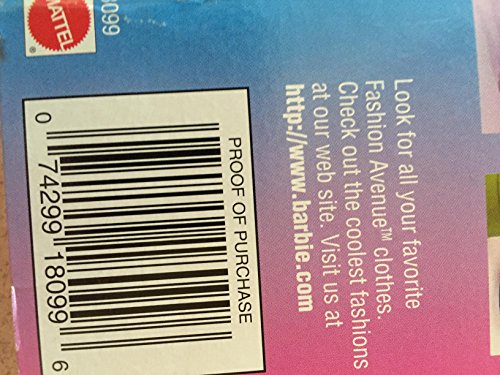 MATTEL
8099
Look for all your favorite
Fashion Avenue™ clothes.
Check out the coolest fashions
at our web site. Visit us at
http://www.barbie.com
PROOF OF PURCHASE
0 74299 18099 6